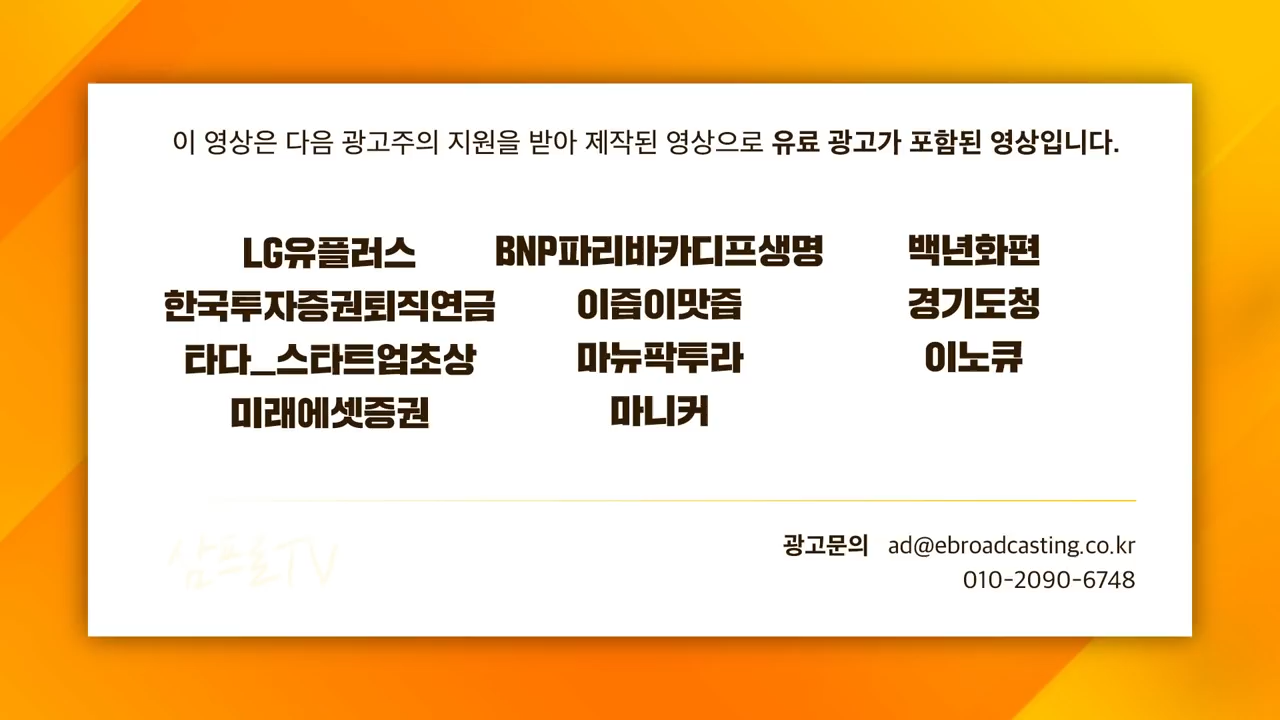 이 영상은 다음 광고주의 지원을 받아 제작된 영상으로 유료 광고가 포함된 영상입니다.
LG유플러스 BNP파리바카디프생명 백년화편
한국투자증권퇴직연금 이즙이맛즙 경기도청
타다_스타트업초상 마뉴팍투라 이노큐
미래에셋증권 마니커
삼프로TV
광고문의 ad@ebroadcasting.co.kr
010-2090-6748